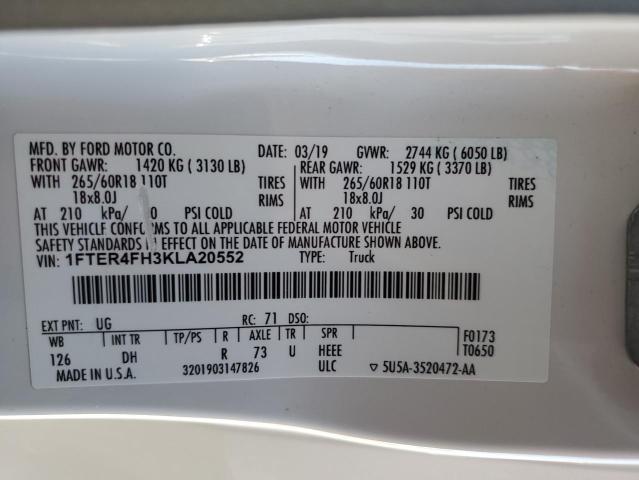 MFD. BY FORD MOTOR CO. DATE: 03/19 GVWR: 2744 KG ( 6050 LB)
FRONT GAWR: 1420 KG ( 3130 LB) REAR GAWR: 1529 KG ( 3370 LB)
WITH 265/60R18 110T TIRES WITH 265/60R18 110T TIRES
18x8.0J RIMS 18x8.0J RIMS
AT 210 kPa/ 0 PSI COLD AT 210 kPa/ 30 PSI COLD
THIS VEHICLE CONFORMS TO ALL APPLICABLE FEDERAL MOTOR VEHICLE
SAFETY STANDARDS IN EFFECT ON THE DATE OF MANUFACTURE SHOWN ABOVE.
VIN: 1FTER4FH3KLA20552 TYPE: Truck
EXT PNT: UG RC: 71 DSO:
WB INT TR TP/PS R AXLE TR SPR F0173
126 DH R 73 U HEEE T0650
MADE IN U.S.A. 3201903147826 ULC ▽ 5U5A-3520472-AA